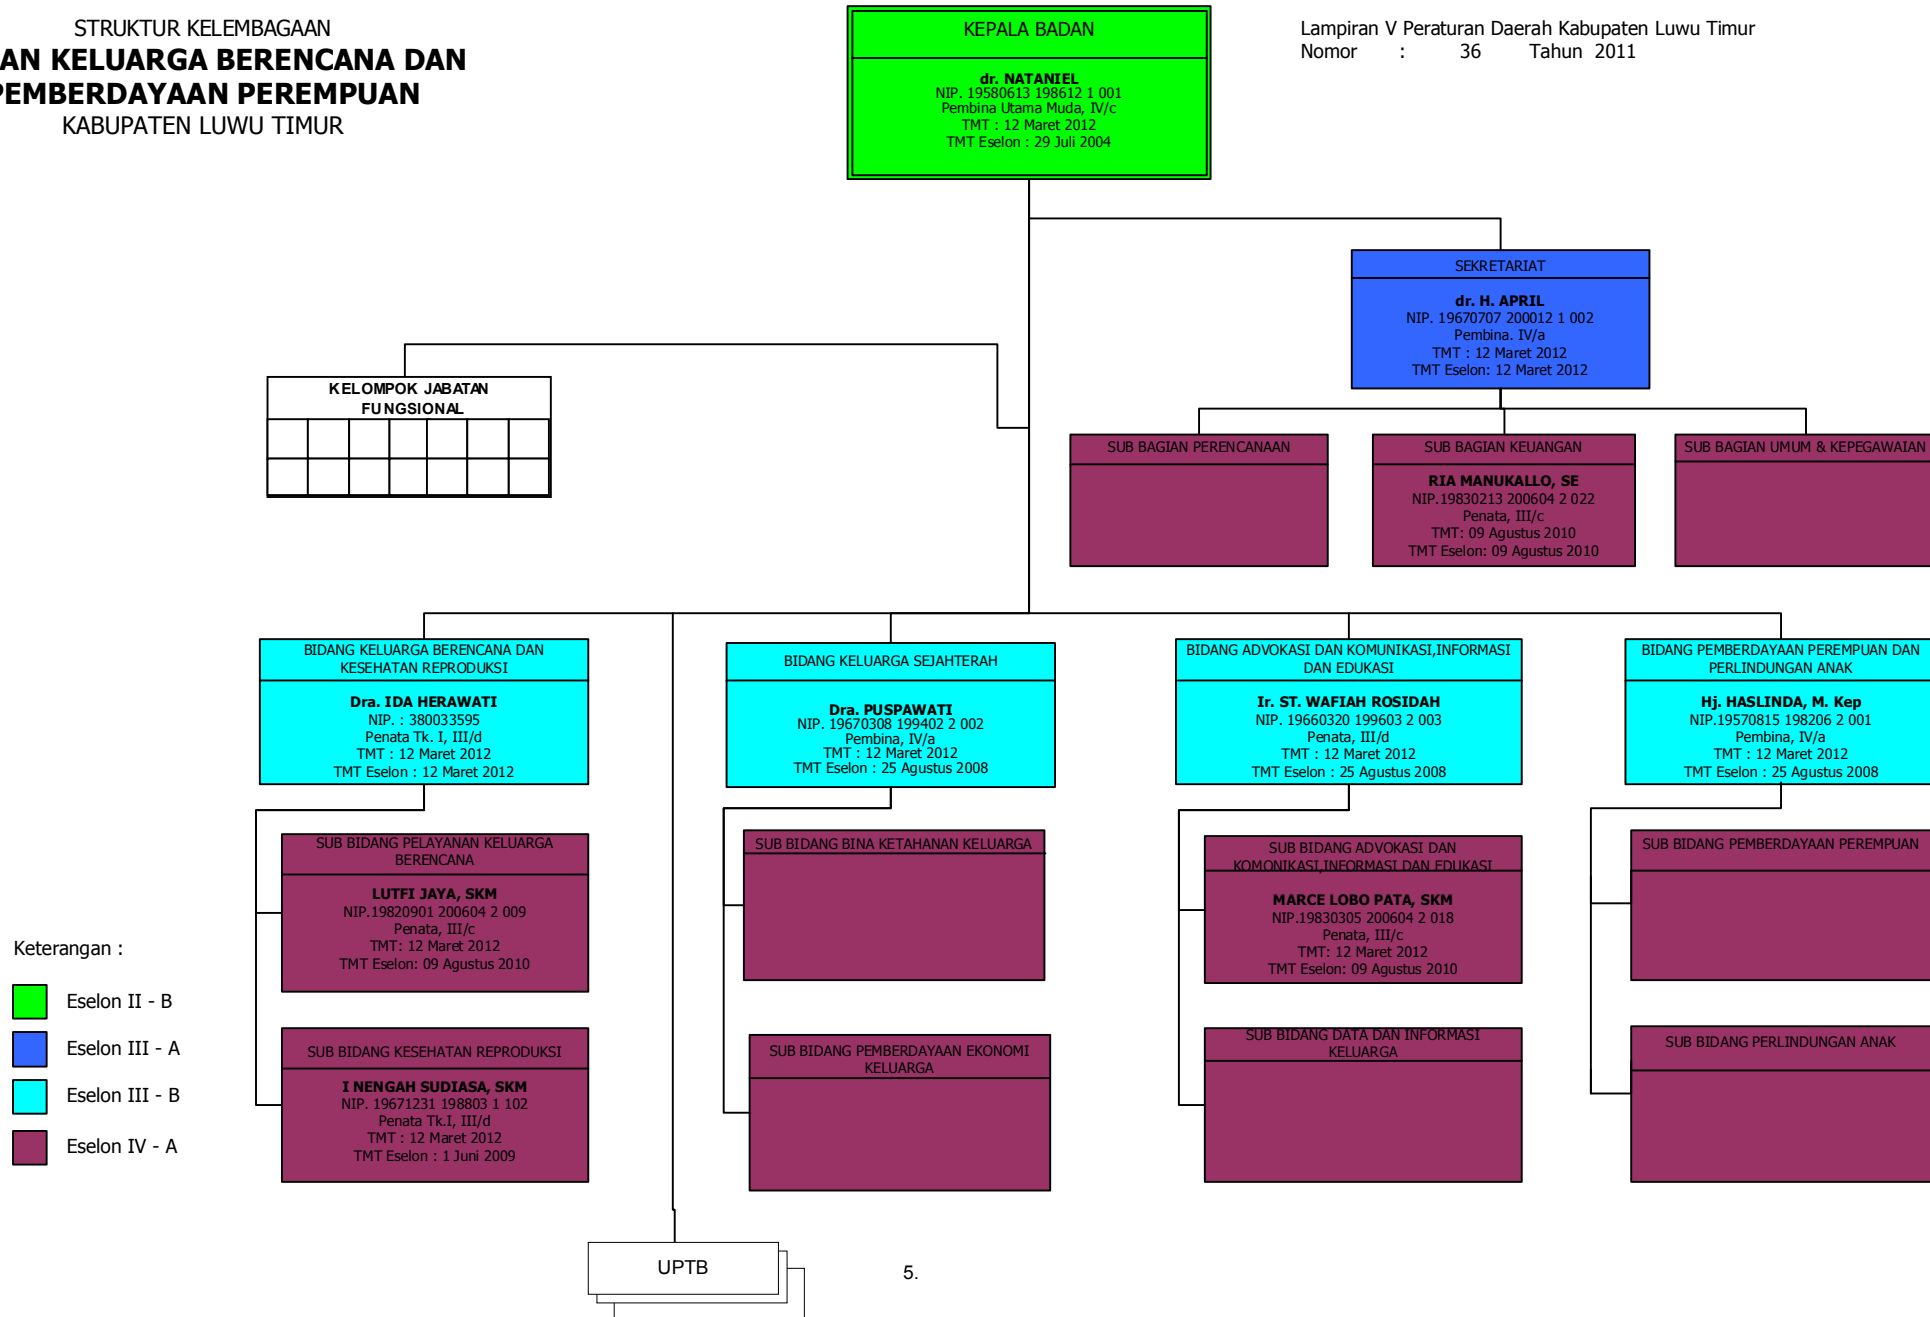 STRUKTUR KELEMBAGAAN
AN KELUARGA BERENCANA DAN
PEMBERDAYAAN PEREMPUAN
KABUPATEN LUWU TIMUR
Lampiran V Peraturan Daerah Kabupaten Luwu Timur
Nomor : 36 Tahun 2011
KEPALA BADAN
dr. NATANIEL
NIP. 19580613 198612 1 001
Pembina Utama Muda, IV/c
TMT : 12 Maret 2012
TMT Eselon : 29 Juli 2004
SEKRETARIAT
dr. H. APRIL
NIP. 19670707 200012 1 002
Pembina. IV/a
TMT : 12 Maret 2012
TMT Eselon: 12 Maret 2012
KELOMPOK JABATAN
FUNGSIONAL
SUB BAGIAN PERENCANAAN
SUB BAGIAN KEUANGAN
RIA MANUKALLO, SE
NIP.19830213 200604 2 022
Penata, III/c
TMT: 09 Agustus 2010
TMT Eselon: 09 Agustus 2010
SUB BAGIAN UMUM & KEPEGAWAIAN
BIDANG KELUARGA BERENCANA DAN
KESEHATAN REPRODUKSI
Dra. IDA HERAWATI
NIP. : 380033595
Penata Tk. I, III/d
TMT : 12 Maret 2012
TMT Eselon : 12 Maret 2012
BIDANG KELUARGA SEJAHTERAH
Dra. PUSPAWATI
NIP. 19670308 199402 2 002
Pembina, IV/a
TMT : 12 Maret 2012
TMT Eselon : 25 Agustus 2008
BIDANG ADVOKASI DAN KOMUNIKASI,INFORMASI
DAN EDUKASI
Ir. ST. WAFIAH ROSIDAH
NIP. 19660320 199603 2 003
Penata, III/d
TMT : 12 Maret 2012
TMT Eselon : 25 Agustus 2008
BIDANG PEMBERDAYAAN PEREMPUAN DAN
PERLINDUNGAN ANAK
Hj. HASLINDA, M. Kep
NIP.19570815 198206 2 001
Pembina, IV/a
TMT : 12 Maret 2012
TMT Eselon : 25 Agustus 2008
SUB BIDANG PELAYANAN KELUARGA
BERENCANA
LUTFI JAYA, SKM
NIP.19820901 200604 2 009
Penata, III/c
TMT: 12 Maret 2012
TMT Eselon: 09 Agustus 2010
SUB BIDANG BINA KETAHANAN KELUARGA
SUB BIDANG ADVOKASI DAN
KOMONIKASI,INFORMASI DAN EDUKASI
MARCE LOBO PATA, SKM
NIP.19830305 200604 2 018
Penata, III/c
TMT: 12 Maret 2012
TMT Eselon: 09 Agustus 2010
SUB BIDANG PEMBERDAYAAN PEREMPUAN
SUB BIDANG KESEHATAN REPRODUKSI
I NENGAH SUDIASA, SKM
NIP. 19671231 198803 1 102
Penata Tk.I, III/d
TMT : 12 Maret 2012
TMT Eselon : 1 Juni 2009
SUB BIDANG PEMBERDAYAAN EKONOMI
KELUARGA
SUB BIDANG DATA DAN INFORMASI
KELUARGA
SUB BIDANG PERLINDUNGAN ANAK
Keterangan :
Eselon II - B
Eselon III - A
Eselon III - B
Eselon IV - A
UPTB
5.